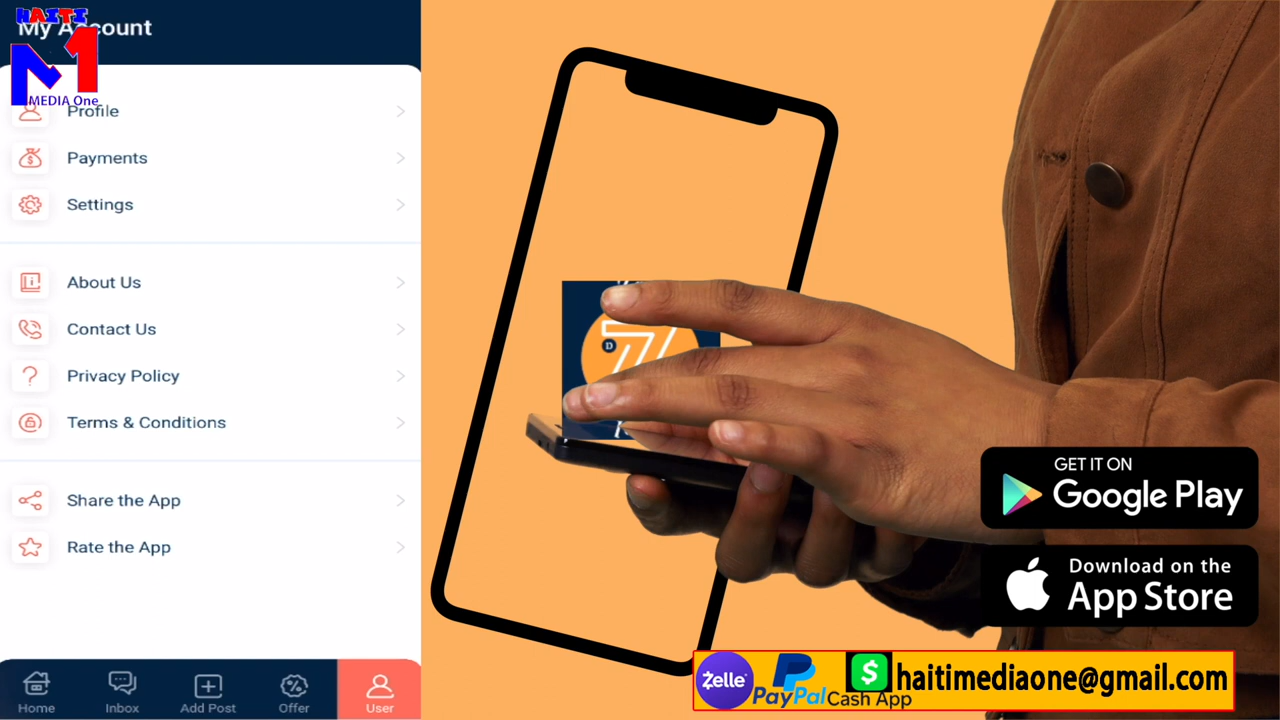 HAITI
My Account
M1
MEDIA One
Profile
Payments
Settings
About Us
Contact Us
Privacy Policy
Terms & Conditions
Share the App
Rate the App
Home
Inbox
Add Post
Offer
User
D
7
GET IT ON
Google Play
Download on the
App Store
Zelle
PayPal
$
Cash App
haitimediaone@gmail.com